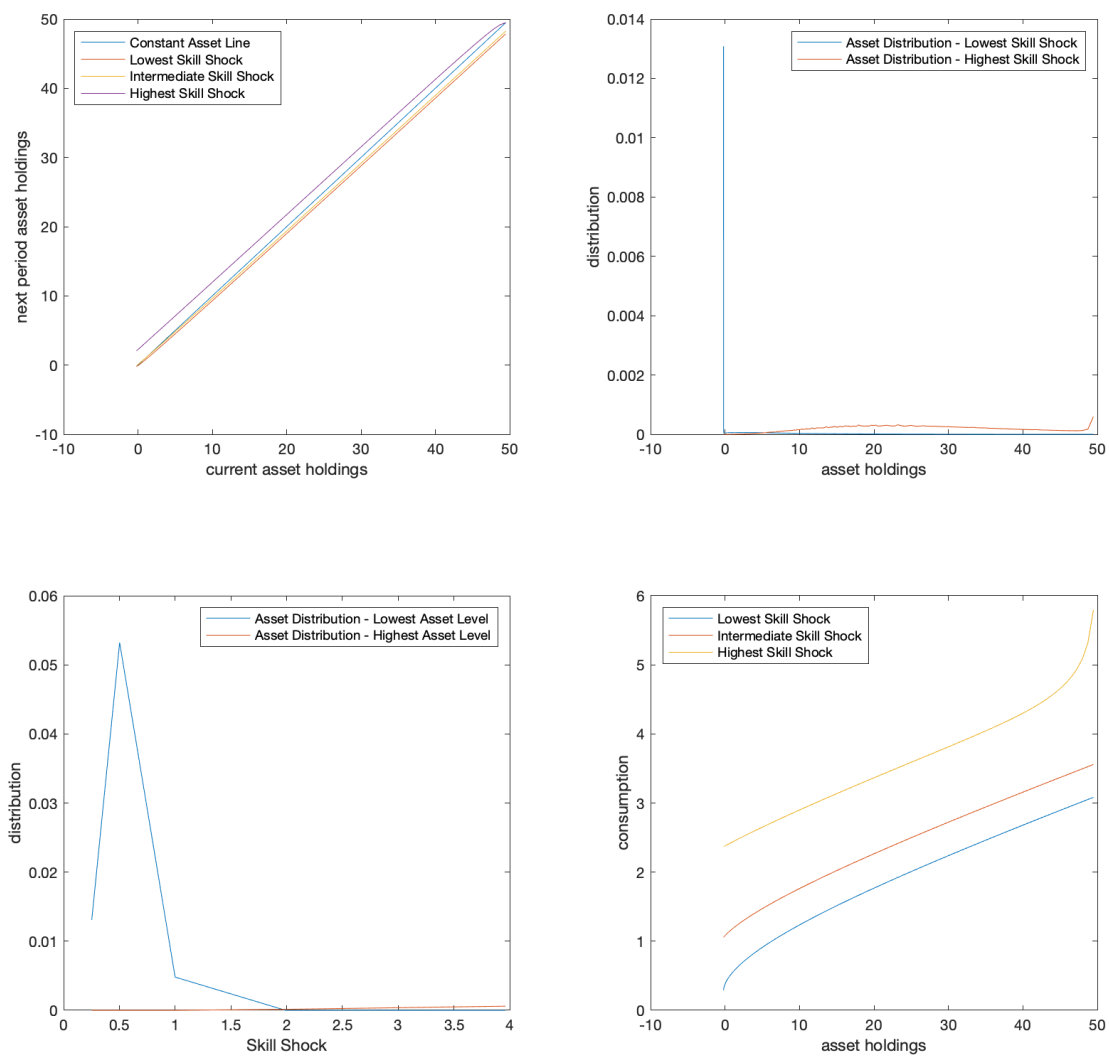 50
40
30
20
10
0
-10
-10 0 10 20 30 40 50
next period asset holdings
current asset holdings
Constant Asset Line
Lowest Skill Shock
Intermediate Skill Shock
Highest Skill Shock
0.014
0.012
0.01
0.008
0.006
0.004
0.002
0
-10 0 10 20 30 40 50
distribution
asset holdings
Asset Distribution - Lowest Skill Shock
Asset Distribution - Highest Skill Shock
0.06
0.05
0.04
0.03
0.02
0.01
0
0 0.5 1 1.5 2 2.5 3 3.5 4
distribution
Skill Shock
Asset Distribution - Lowest Asset Level
Asset Distribution - Highest Asset Level
6
5
4
3
2
1
0
-10 0 10 20 30 40 50
consumption
asset holdings
Lowest Skill Shock
Intermediate Skill Shock
Highest Skill Shock